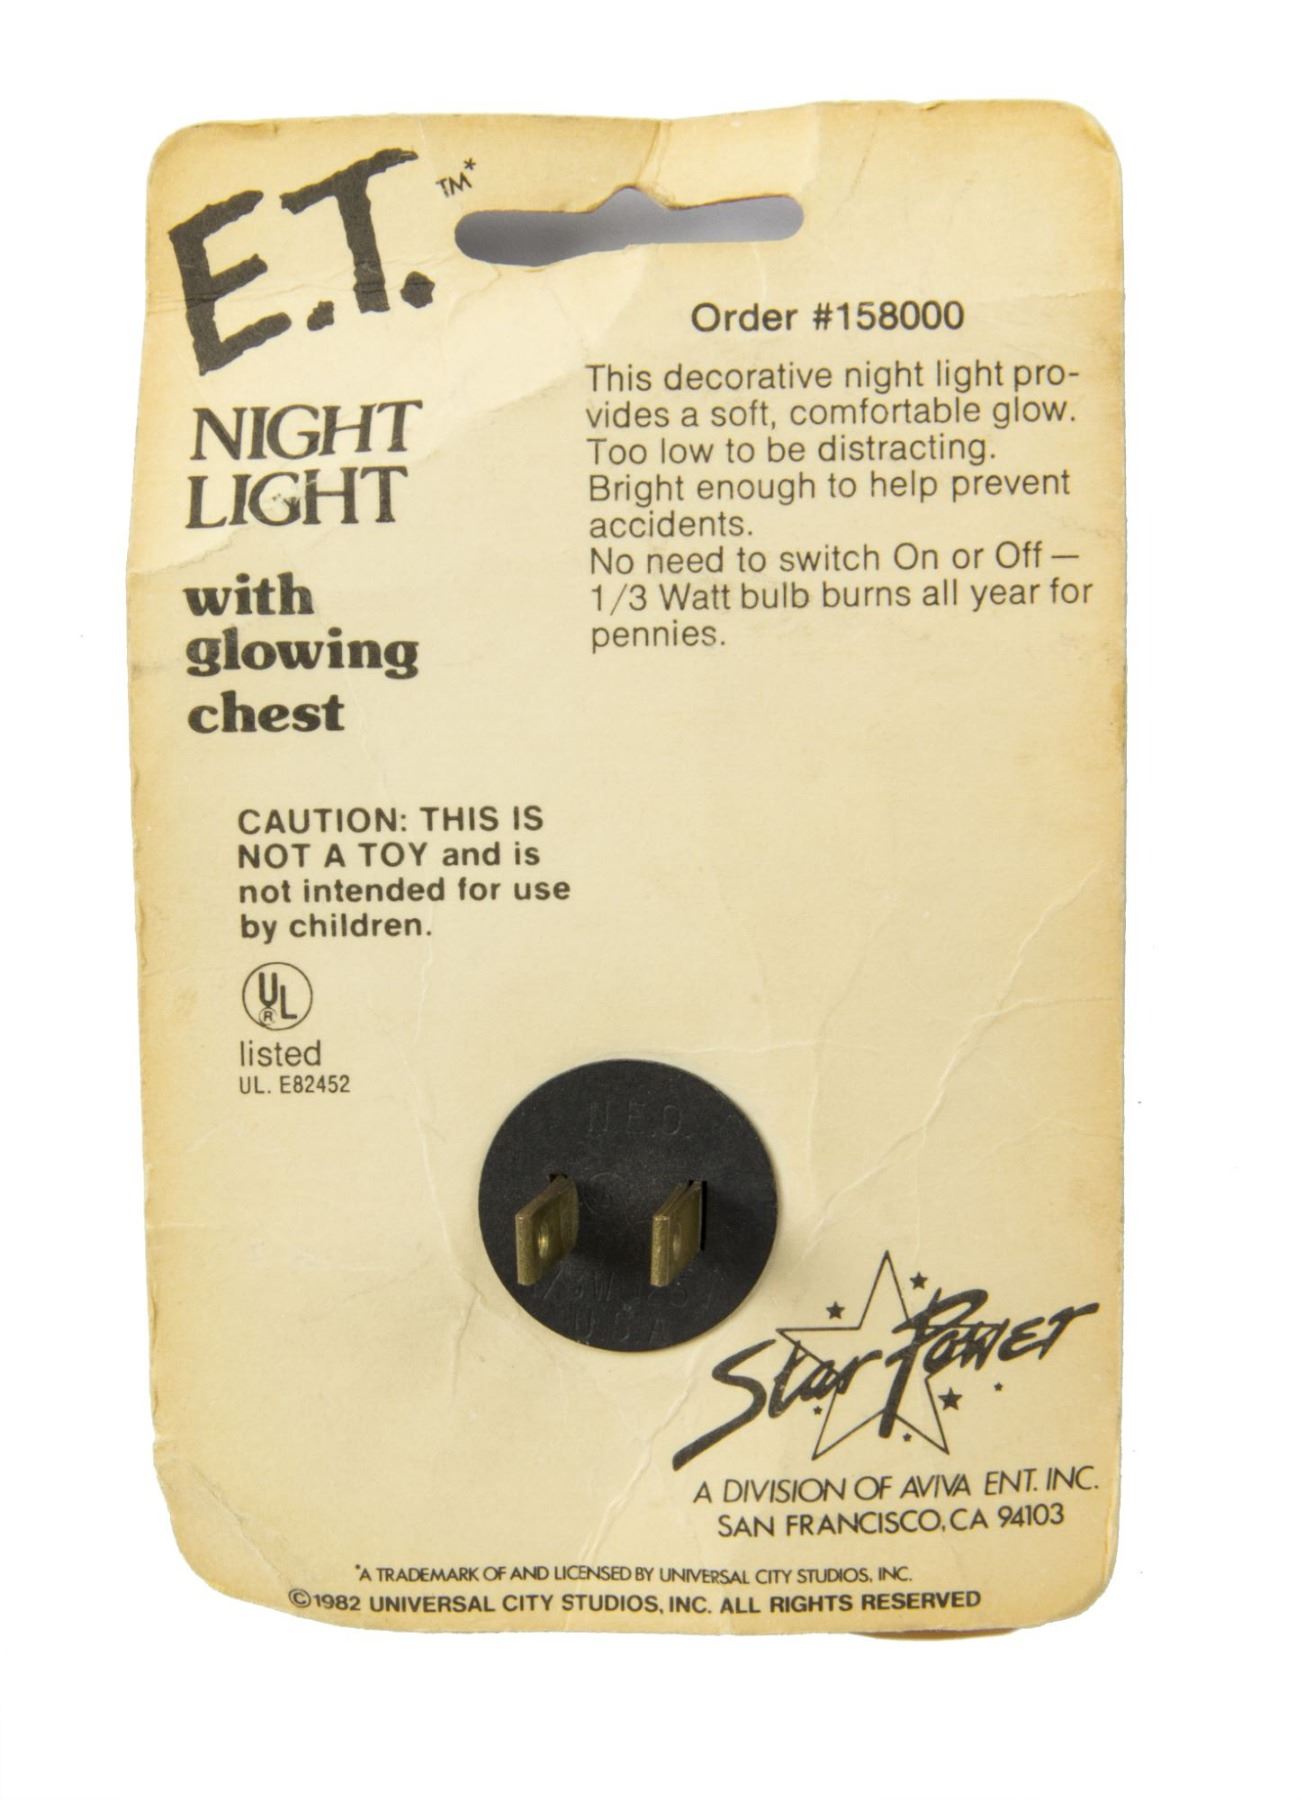 E.T. ™*
NIGHT
LIGHT
with
glowing
chest
Order #158000
This decorative night light pro-
vides a soft, comfortable glow.
Too low to be distracting.
Bright enough to help prevent
accidents.
No need to switch On or Off —
1/3 Watt bulb burns all year for
pennies.
CAUTION: THIS IS
NOT A TOY and is
not intended for use
by children.
UL ®
listed
UL. E82452
N.E.D.
USA
Star Power
A DIVISION OF AVIVA ENT. INC.
SAN FRANCISCO, CA 94103
*A TRADEMARK OF AND LICENSED BY UNIVERSAL CITY STUDIOS, INC.
©1982 UNIVERSAL CITY STUDIOS, INC. ALL RIGHTS RESERVED